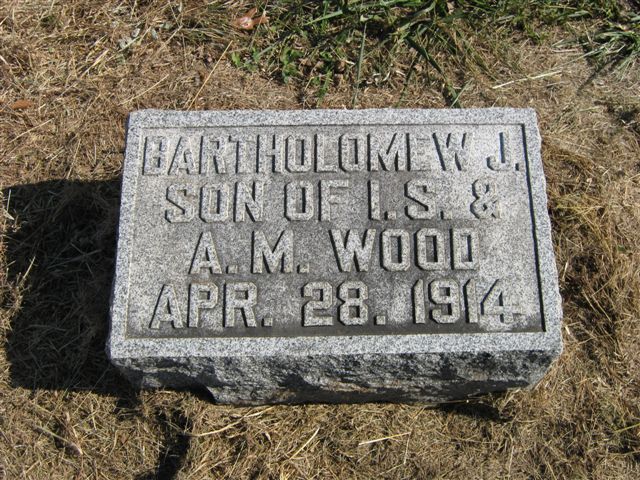 BARTHOLOMEW J.
SON OF I. S. &
A. M. WOOD
APR. 28. 1914.